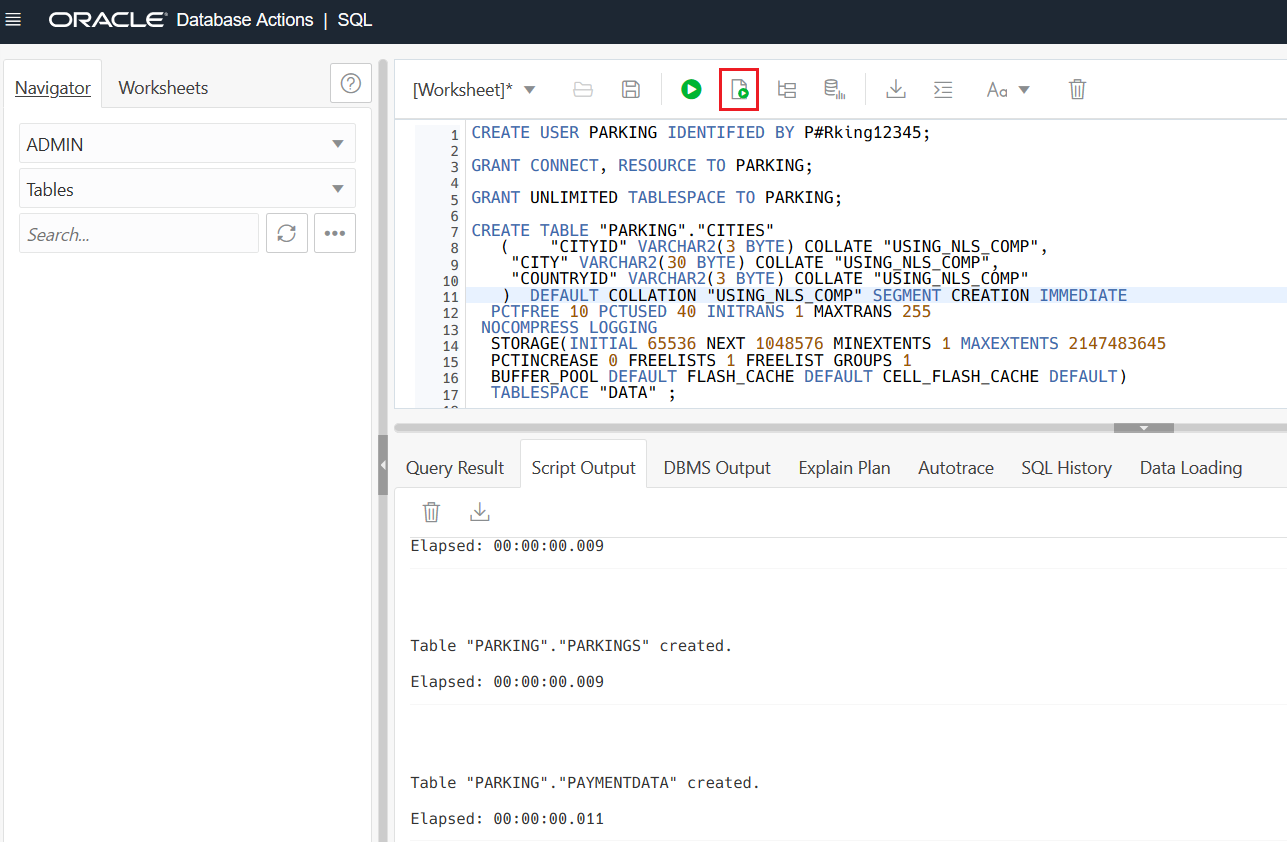 ORACLE Database Actions | SQL
Navigator
Worksheets
ADMIN
Tables
Search...
[Worksheet]*
Aa
1 CREATE USER PARKING IDENTIFIED BY P#Rking12345;
2
3 GRANT CONNECT, RESOURCE TO PARKING;
4
5 GRANT UNLIMITED TABLESPACE TO PARKING;
6
7 CREATE TABLE "PARKING"."CITIES"
8 ( "CITYID" VARCHAR2(3 BYTE) COLLATE "USING_NLS_COMP",
9 "CITY" VARCHAR2(30 BYTE) COLLATE "USING_NLS_COMP",
10 "COUNTRYID" VARCHAR2(3 BYTE) COLLATE "USING_NLS_COMP"
11 ) DEFAULT COLLATION "USING_NLS_COMP" SEGMENT CREATION IMMEDIATE
12 PCTFREE 10 PCTUSED 40 INITRANS 1 MAXTRANS 255
13 NOCOMPRESS LOGGING
14 STORAGE(INITIAL 65536 NEXT 1048576 MINEXTENTS 1 MAXEXTENTS 2147483645
15 PCTINCREASE 0 FREELISTS 1 FREELIST GROUPS 1
16 BUFFER_POOL DEFAULT FLASH_CACHE DEFAULT CELL_FLASH_CACHE DEFAULT)
17 TABLESPACE "DATA" ;
Query Result
Script Output
DBMS Output
Explain Plan
Autotrace
SQL History
Data Loading
Elapsed: 00:00:00.009
Table "PARKING"."PARKINGS" created.
Elapsed: 00:00:00.009
Table "PARKING"."PAYMENTDATA" created.
Elapsed: 00:00:00.011